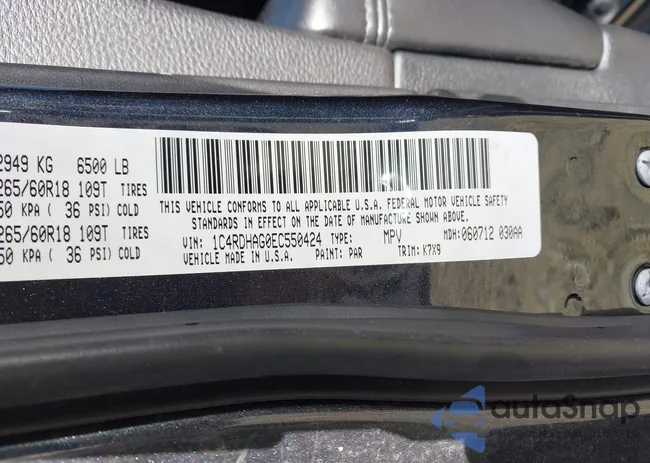 2949 KG 6500 LB
265/60R18 109T TIRES
50 KPA ( 36 PSI) COLD
265/60R18 109T TIRES
50 KPA ( 36 PSI) COLD
THIS VEHICLE CONFORMS TO ALL APPLICABLE U.S.A. FEDERAL MOTOR VEHICLE SAFETY
STANDARDS IN EFFECT ON THE DATE OF MANUFACTURE SHOWN ABOVE.
VIN: 1C4RDHAG0EC550424 TYPE: MPV MDH: 060712 030AA
VEHICLE MADE IN U.S.A. PAINT: PAR TRIM: K7X9
autoSnap